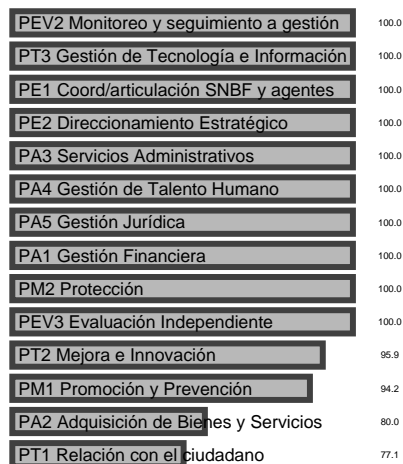 PEV2 Monitoreo y seguimiento a gestión 100.0
PT3 Gestión de Tecnología e Información 100.0
PE1 Coord/articulación SNBF y agentes 100.0
PE2 Direccionamiento Estratégico 100.0
PA3 Servicios Administrativos 100.0
PA4 Gestión de Talento Humano 100.0
PA5 Gestión Jurídica 100.0
PA1 Gestión Financiera 100.0
PM2 Protección 100.0
PEV3 Evaluación Independiente 100.0
PT2 Mejora e Innovación 95.9
PM1 Promoción y Prevención 94.2
PA2 Adquisición de Bienes y Servicios 80.0
PT1 Relación con el ciudadano 77.1